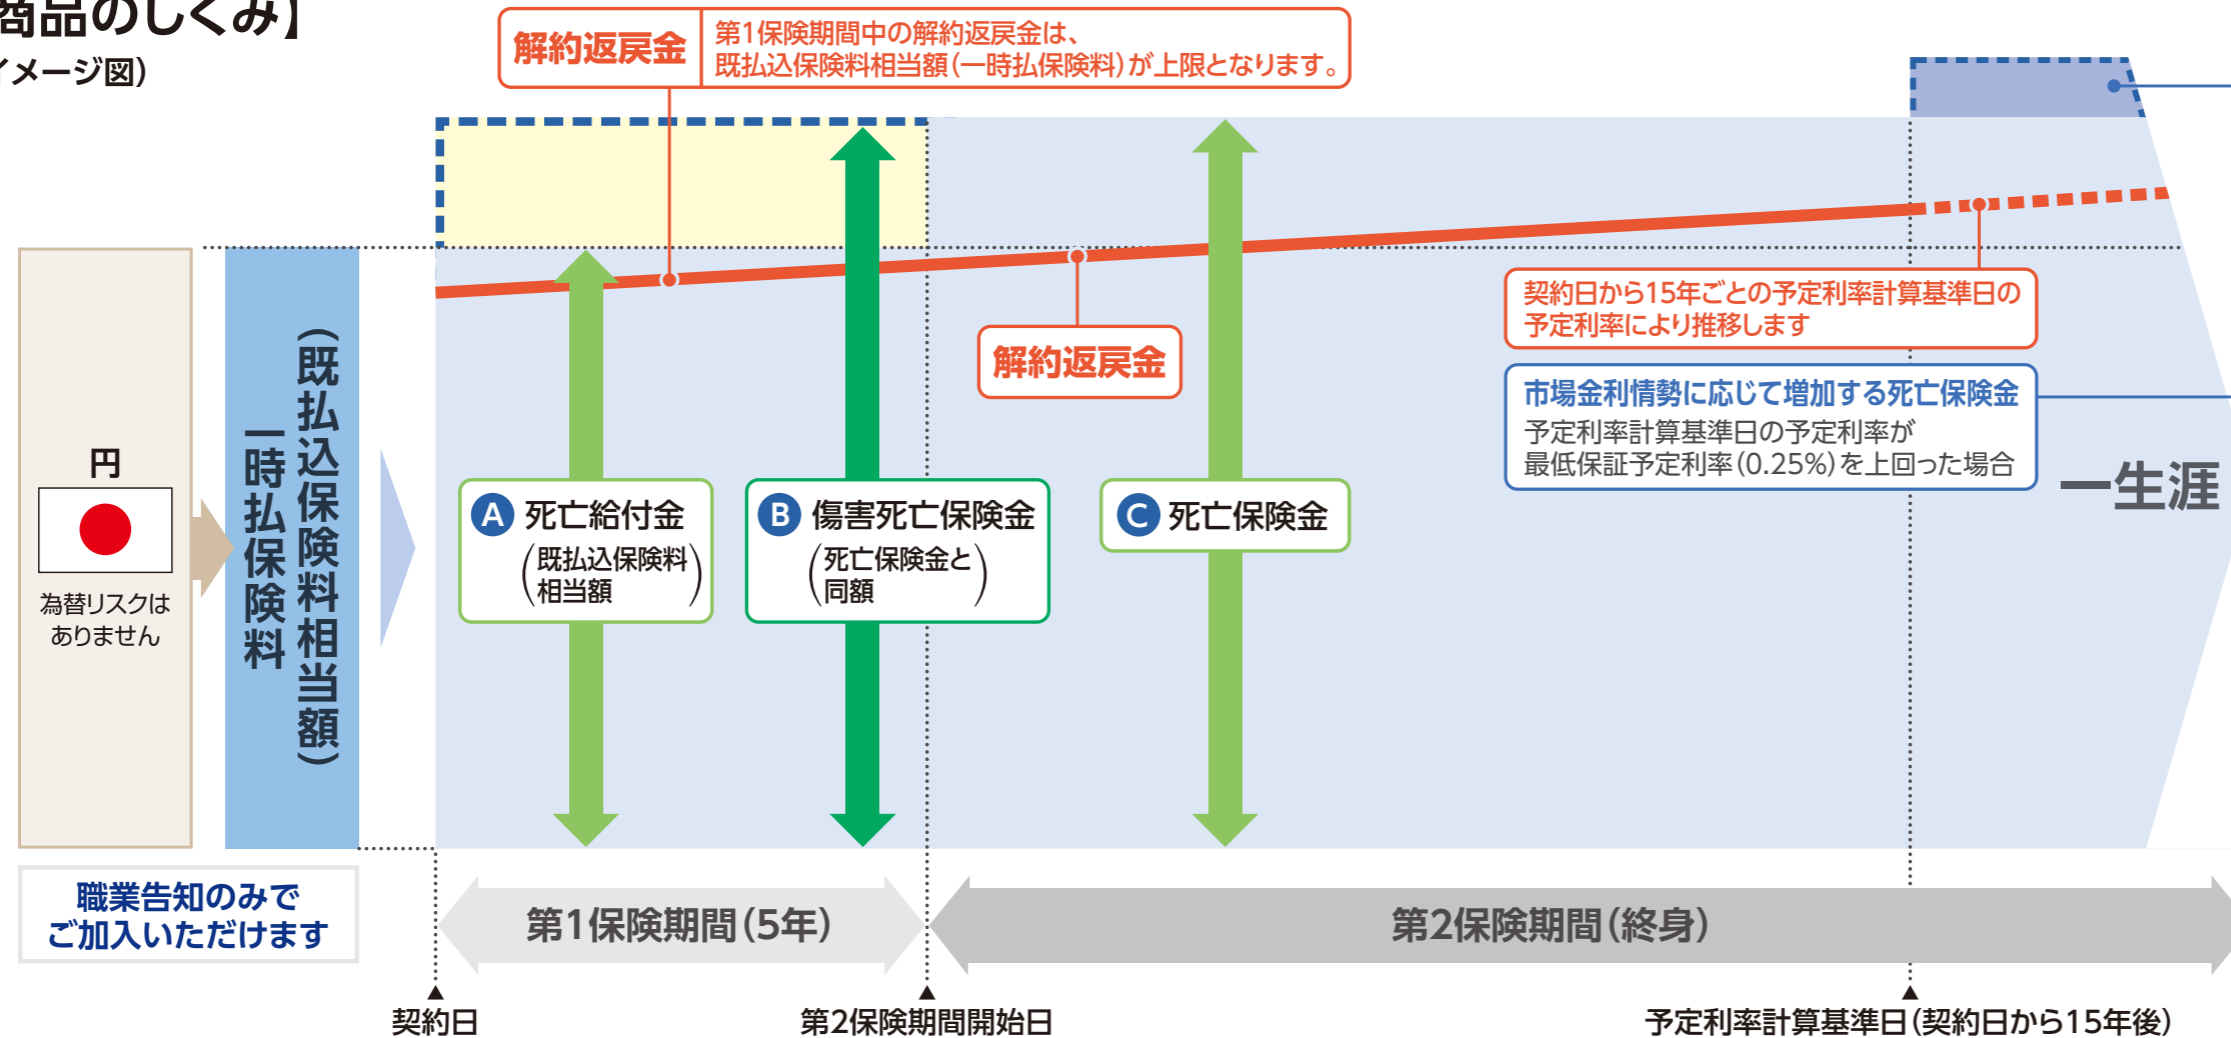 商品のしくみ】
イメージ図)
解約返戻金
第1保険期間中の解約返戻金は、
既払込保険料相当額(一時払保険料)が上限となります。
円
為替リスクは
ありません
一時払保険料
(既払込保険料相当額)
職業告知のみで
ご加入いただけます
A 死亡給付金
(既払込保険料
相当額)
B 傷害死亡保険金
(死亡保険金と
同額)
C 死亡保険金
解約返戻金
契約日から15年ごとの予定利率計算基準日の
予定利率により推移します
市場金利情勢に応じて増加する死亡保険金
予定利率計算基準日の予定利率が
最低保証予定利率(0.25%)を上回った場合
一生涯
第1保険期間(5年)
第2保険期間(終身)
契約日
第2保険期間開始日
予定利率計算基準日(契約日から15年後)